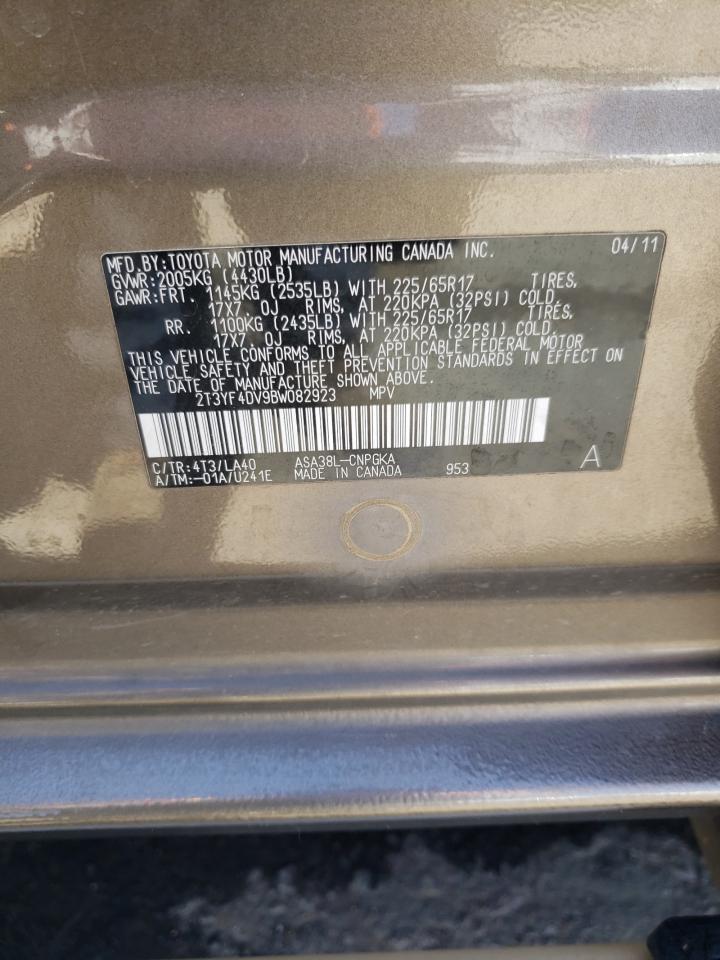 MFD.BY:TOYOTA MOTOR MANUFACTURING CANADA INC. 04/11
GVWR:2005KG (4430LB)
GAWR:FRT. 1145KG (2535LB) WITH 225/65R17 TIRES,
17X7.0J RIMS, AT 220KPA (32PSI) COLD.
RR. 1100KG (2435LB) WITH 225/65R17 TIRES,
17X7.0J RIMS, AT 220KPA (32PSI) COLD.
THIS VEHICLE CONFORMS TO ALL APPLICABLE FEDERAL MOTOR
VEHICLE SAFETY AND THEFT PREVENTION STANDARDS IN EFFECT ON
THE DATE OF MANUFACTURE SHOWN ABOVE.
2T3YF4DV9BW082923 MPV
C/TR:4T3/LA40 ASA38L-CNPGKA
A/TM:-01A/U241E MADE IN CANADA 953 A